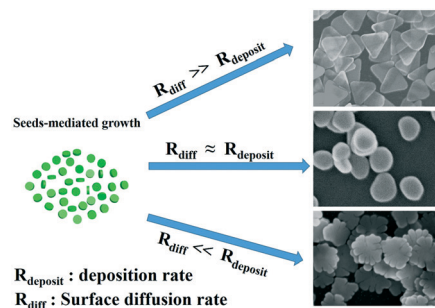 R_diff >> R_deposit
Seeds-mediated growth
R_diff ≈ R_deposit
R_diff << R_deposit
R_deposit : deposition rate
R_diff : Surface diffusion rate